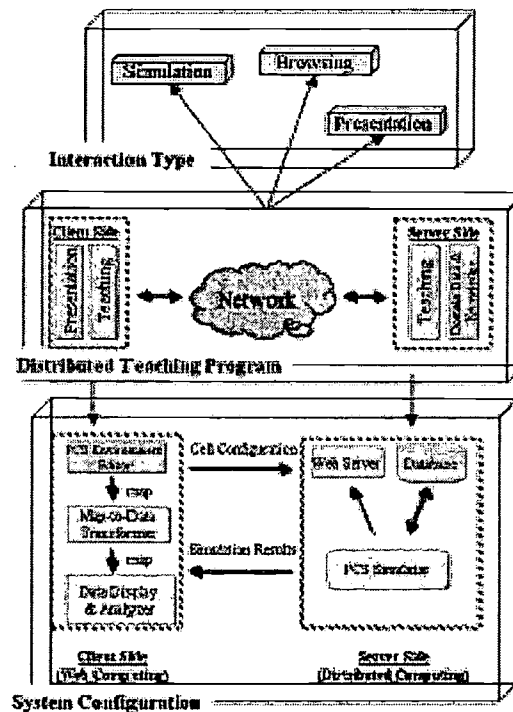 Simulation
Browsing
Presentation
Interaction Type
Client Side
Presentation
Teaching
Network
Server Side
Teaching
Distributed Teaching Program
Cell Configuration
map
Map-to-Data
Transformer
map
Data Display
& Analyzer
Simulation Results
Web Server
Database
PCS Simulator
Client Side
(Web Computing)
Server Side
(Distributed Computing)
System Configuration